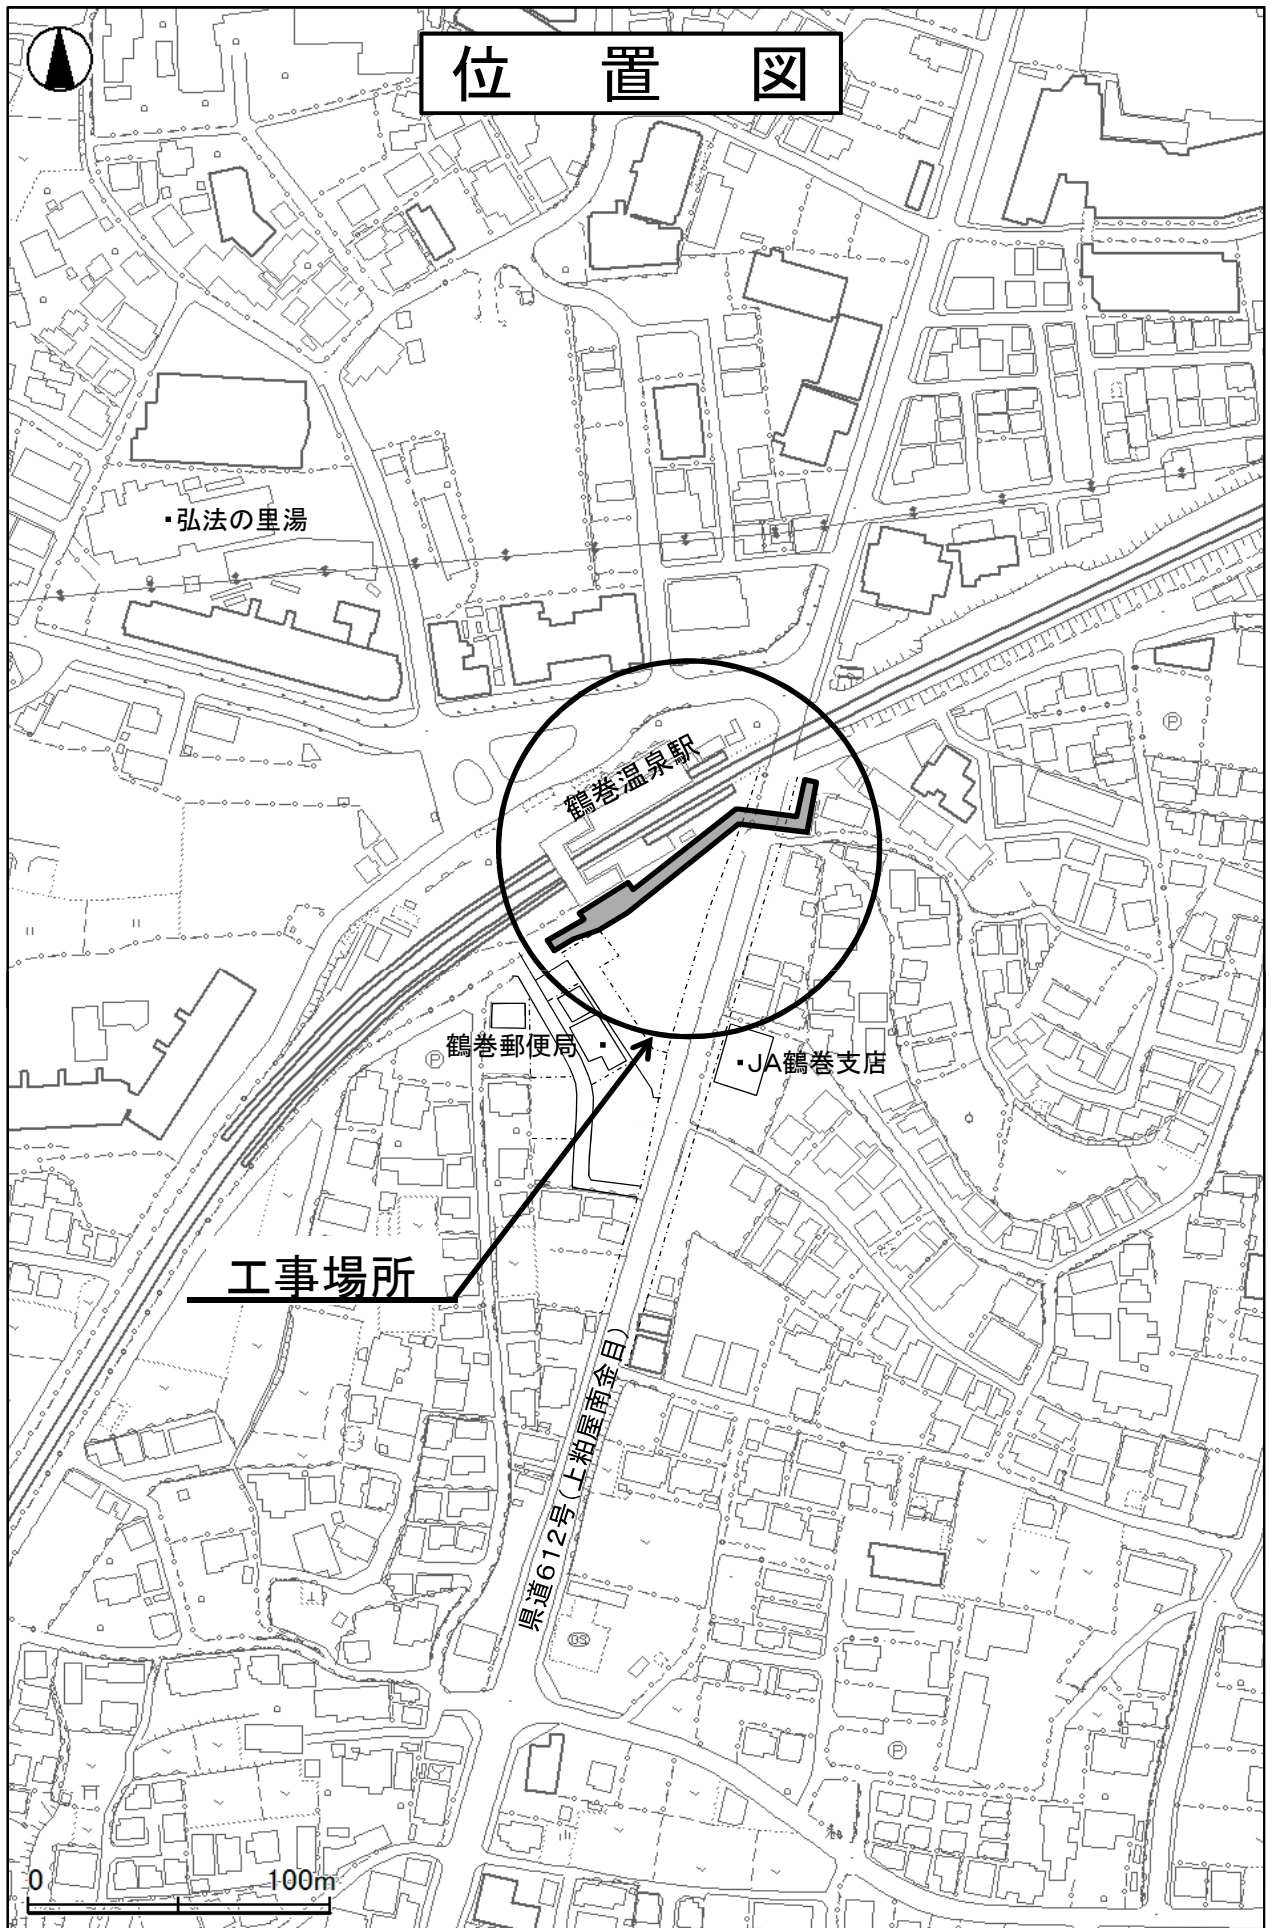 位置図
・弘法の里湯
鶴巻温泉駅
鶴巻郵便局
・JA鶴巻支店
工事場所
県道612号(上粕屋南金目)
P
P
P
GS
0 100m